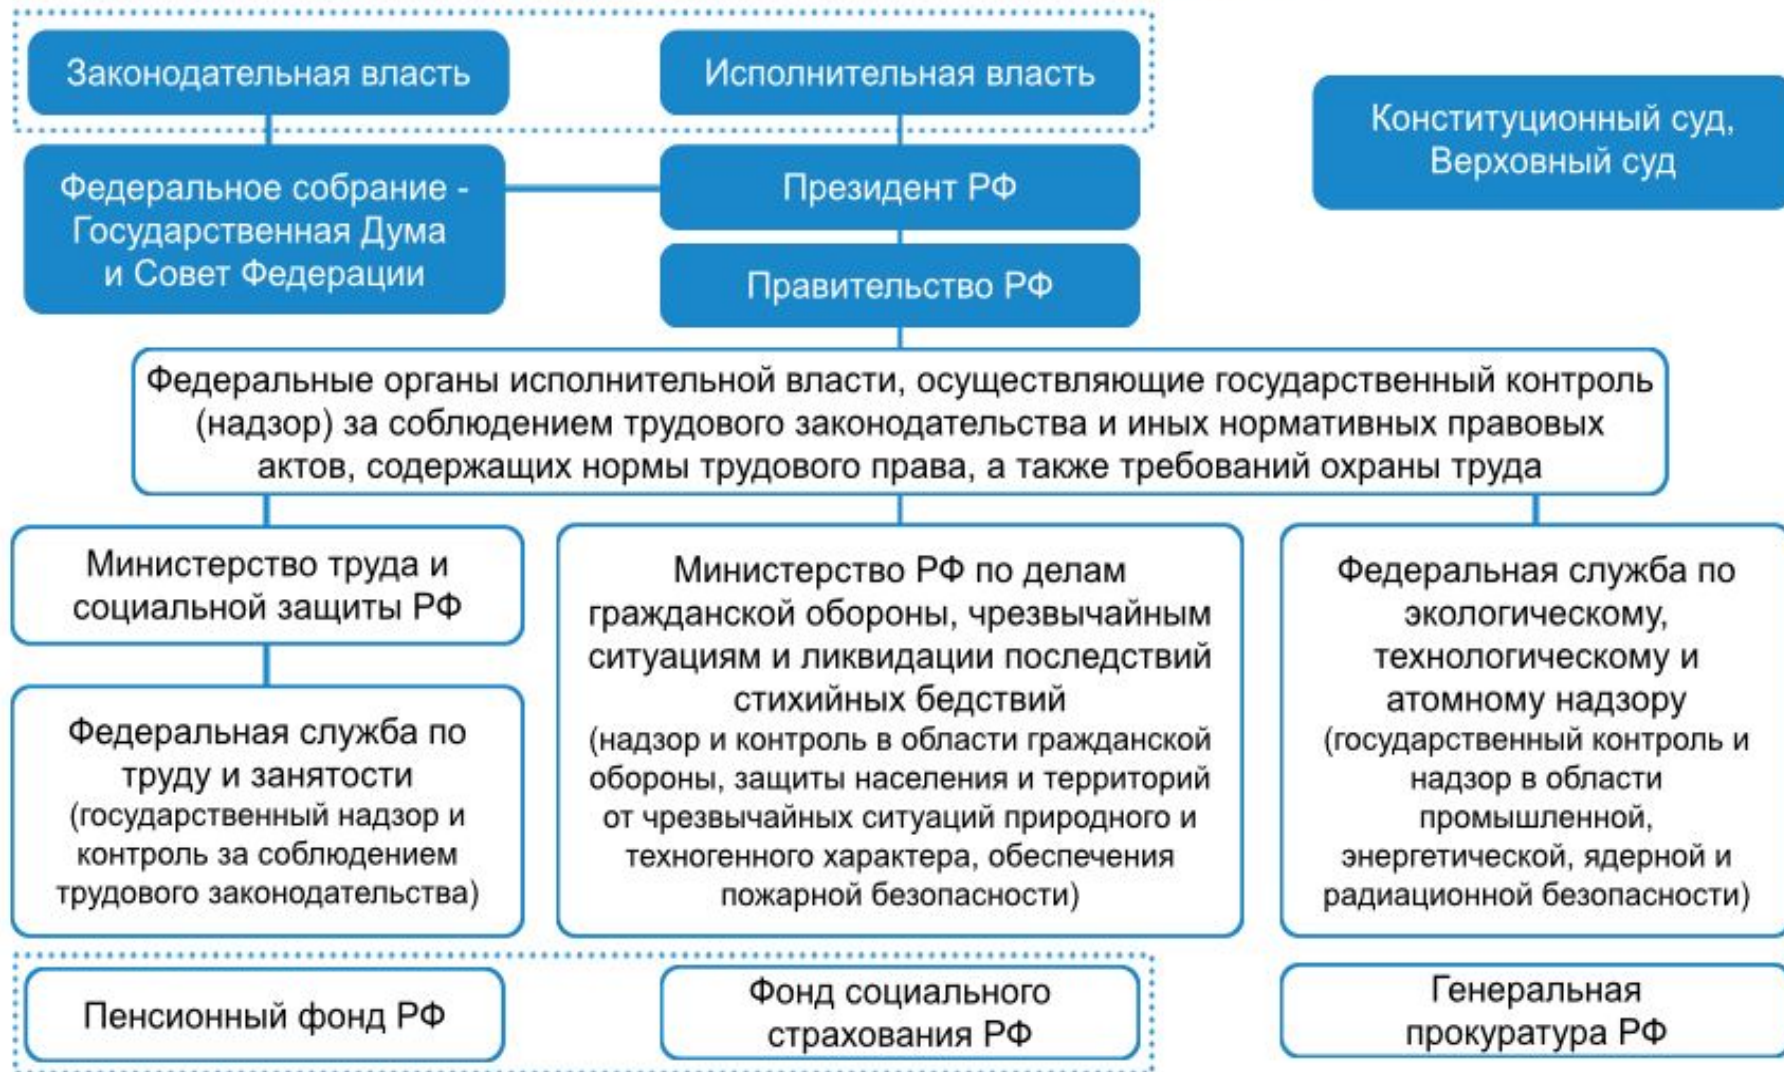 Законодательная власть
Исполнительная власть
Конституционный суд,
Верховный суд
Федеральное собрание -
Государственная Дума
и Совет Федерации
Президент РФ
Правительство РФ
Федеральные органы исполнительной власти, осуществляющие государственный контроль
(надзор) за соблюдением трудового законодательства и иных нормативных правовых
актов, содержащих нормы трудового права, а также требований охраны труда
Министерство труда и
социальной защиты РФ
Федеральная служба по
труду и занятости
(государственный надзор и
контроль за соблюдением
трудового законодательства)
Министерство РФ по делам
гражданской обороны, чрезвычайным
ситуациям и ликвидации последствий
стихийных бедствий
(надзор и контроль в области гражданской
обороны, защиты населения и территорий
от чрезвычайных ситуаций природного и
техногенного характера, обеспечения
пожарной безопасности)
Федеральная служба по
экологическому,
технологическому и
атомному надзору
(государственный контроль и
надзор в области
промышленной,
энергетической, ядерной и
радиационной безопасности)
Пенсионный фонд РФ
Фонд социального
страхования РФ
Генеральная
прокуратура РФ